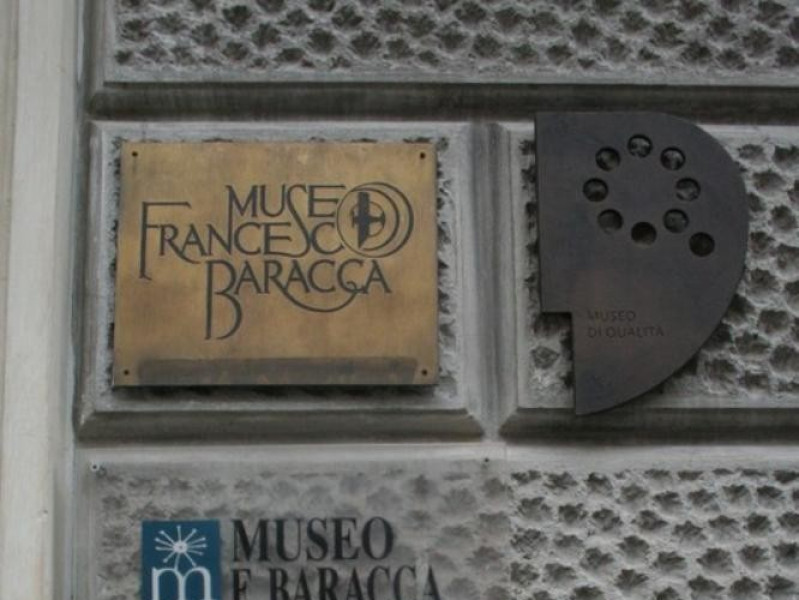 MUSEO
FRANCESCO
BARACCA
MUSEO
DI QUALITÀ
m
MUSEO
F. BARACCA